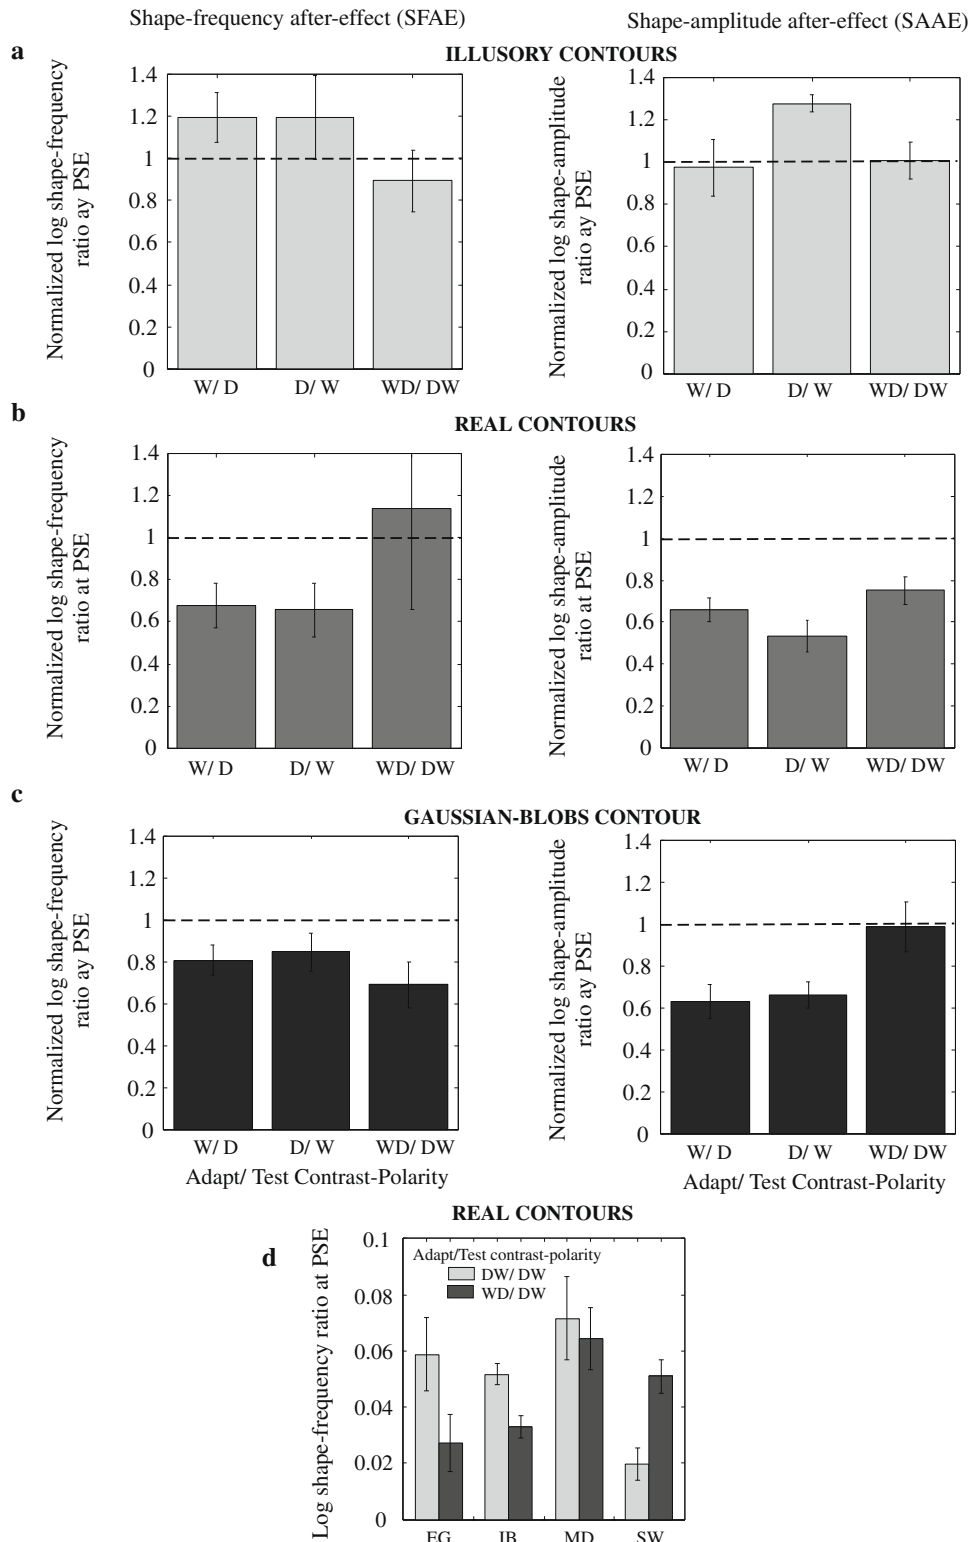 Shape-frequency after-effect (SFAE)
Shape-amplitude after-effect (SAAE)
a
ILLUSORY CONTOURS
Normalized log shape-frequency
ratio ay PSE
1.4
1.2
1
0.8
0.6
0.4
0.2
0
W/ D
D/ W
WD/ DW
Normalized log shape-amplitude
ratio ay PSE
1.4
1.2
1
0.8
0.6
0.4
0.2
0
W/ D
D/ W
WD/ DW
b
REAL CONTOURS
Normalized log shape-frequency
ratio at PSE
1.4
1.2
1
0.8
0.6
0.4
0.2
0
W/ D
D/ W
WD/ DW
Normalized log shape-amplitude
ratio at PSE
1.4
1.2
1
0.8
0.6
0.4
0.2
0
W/ D
D/ W
WD/ DW
c
GAUSSIAN-BLOBS CONTOUR
Normalized log shape-frequency
ratio ay PSE
1.4
1.2
1
0.8
0.6
0.4
0.2
0
W/ D
D/ W
WD/ DW
Adapt/ Test Contrast-Polarity
Normalized log shape-amplitude
ratio ay PSE
1.4
1.2
1
0.8
0.6
0.4
0.2
0
W/ D
D/ W
WD/ DW
Adapt/ Test Contrast-Polarity
REAL CONTOURS
d
Log shape-frequency ratio at PSE
0.1
0.08
0.06
0.04
0.02
0
Adapt/Test contrast-polarity
DW/ DW
WD/ DW
EG
IB
MD
SW